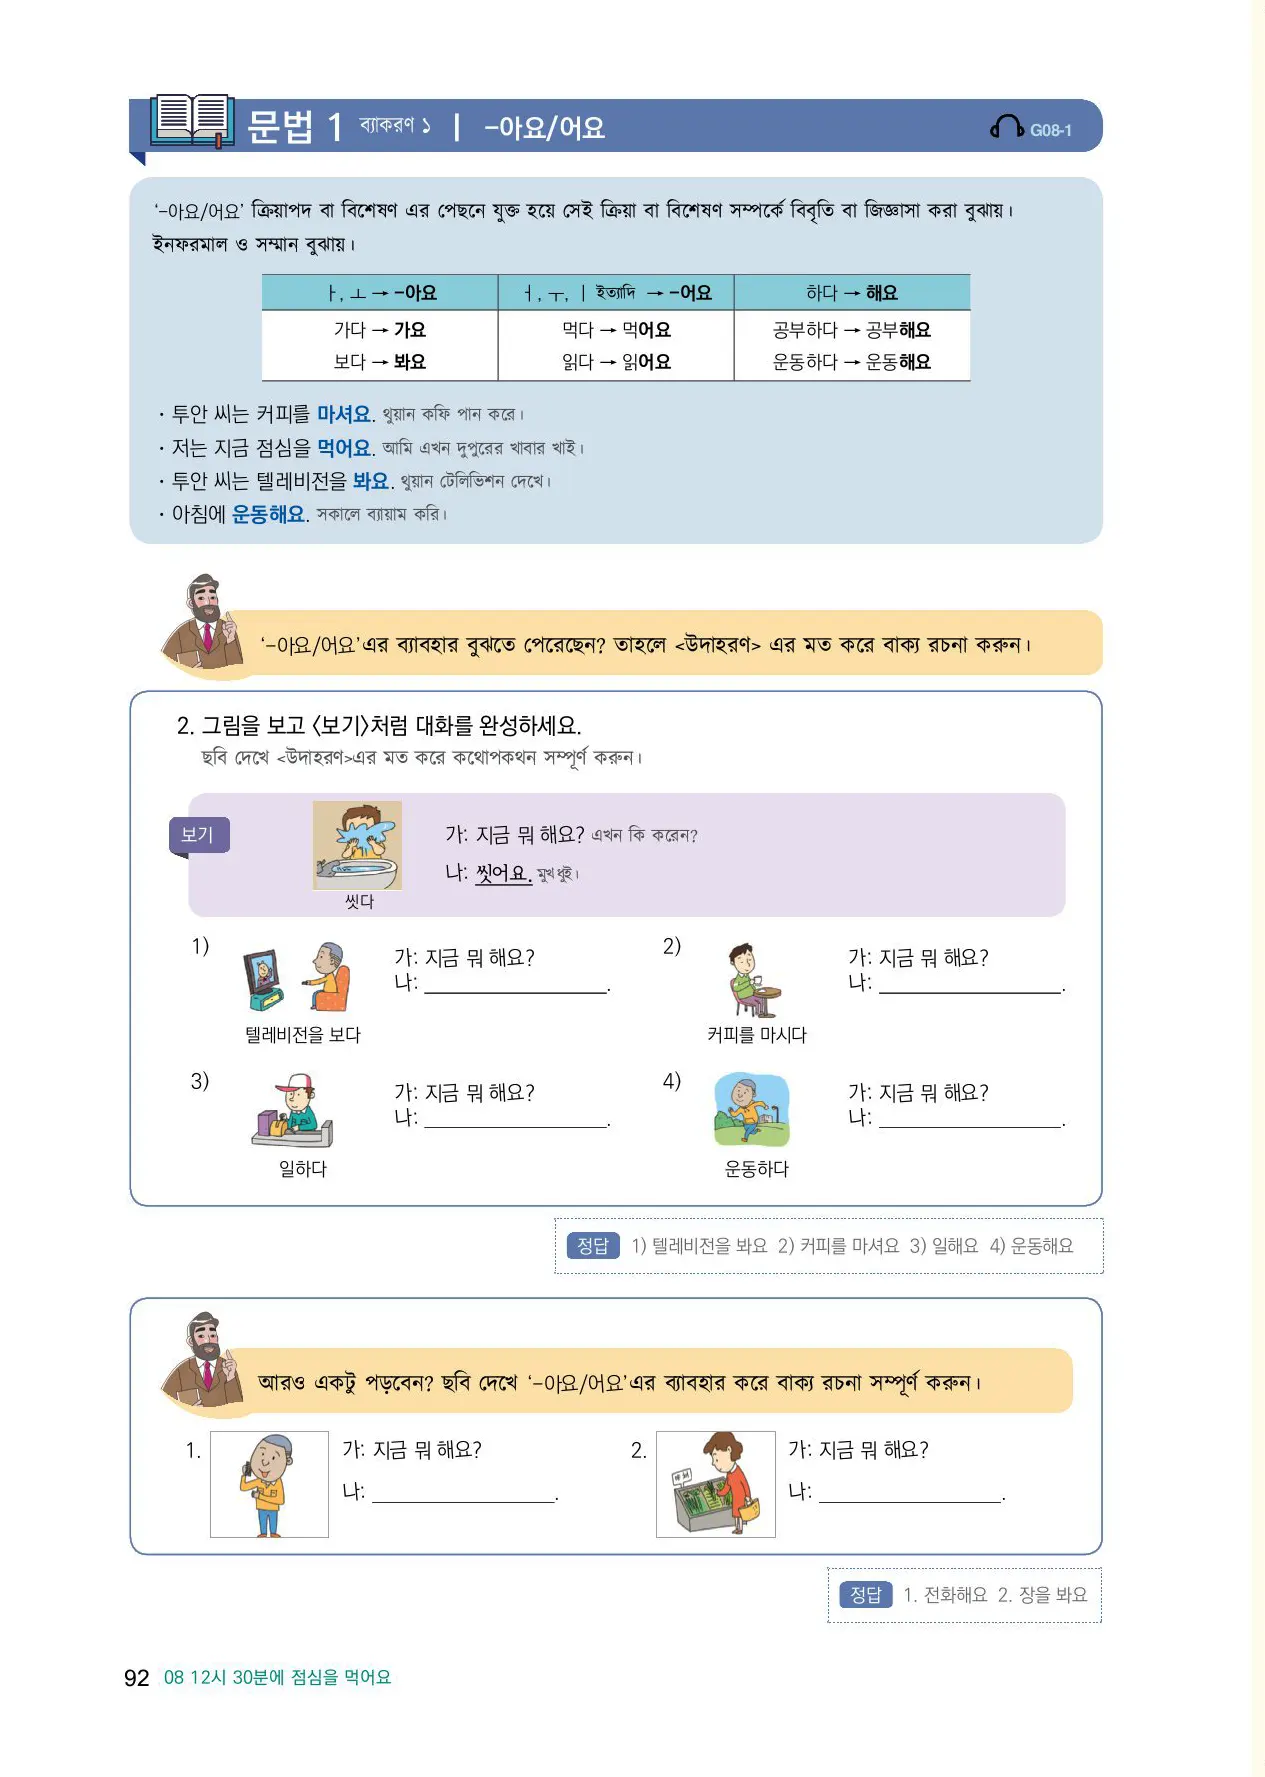 문법 1 ব্যাকরণ ১ | -아요/어요
G08-1
‘-아요/어요’ ক্রিয়াপদ বা বিশেষণ এর পেছনে যুক্ত হয়ে সেই ক্রিয়া বা বিশেষণ সম্পর্কে বিবৃতি বা জিজ্ঞাসা করা বুঝায়।
ইনফরমাল ও সম্মান বুঝায়।
ㅏ, ㅗ → -아요
ㅓ, ㅜ, ㅣ ইত্যাদি → -어요
하다 → 해요
가다 → 가요
먹다 → 먹어요
공부하다 → 공부해요
보다 → 봐요
읽다 → 읽어요
운동하다 → 운동해요
· 투안 씨는 커피를 마셔요. থুয়ান কফি পান করে।
· 저는 지금 점심을 먹어요. আমি এখন দুপুরের খাবার খাই।
· 투안 씨는 텔레비전을 봐요. থুয়ান টেলিভিশন দেখে।
· 아침에 운동해요. সকালে ব্যায়াম করি।
‘-아요/어요’এর ব্যাবহার বুঝতে পেরেছেন? তাহলে <উদাহরণ> এর মত করে বাক্য রচনা করুন।
2. 그림을 보고 〈보기〉처럼 대화를 완성하세요.
ছবি দেখে <উদাহরণ>এর মত করে কথোপকথন সম্পূর্ণ করুন।
보기
씻다
가: 지금 뭐 해요? এখন কি করেন?
나: 씻어요. মুখ ধুই।
1)
텔레비전을 보다
가: 지금 뭐 해요?
나: .
2)
커피를 마시다
가: 지금 뭐 해요?
나: .
3)
일하다
가: 지금 뭐 해요?
나: .
4)
운동하다
가: 지금 뭐 해요?
나: .
정답 1) 텔레비전을 봐요 2) 커피를 마셔요 3) 일해요 4) 운동해요
আরও একটু পড়বেন? ছবি দেখে ‘-아요/어요’এর ব্যাবহার করে বাক্য রচনা সম্পূর্ণ করুন।
1.
가: 지금 뭐 해요?
나: .
2.
가: 지금 뭐 해요?
나: .
정답 1. 전화해요 2. 장을 봐요
92 08 12시 30분에 점심을 먹어요